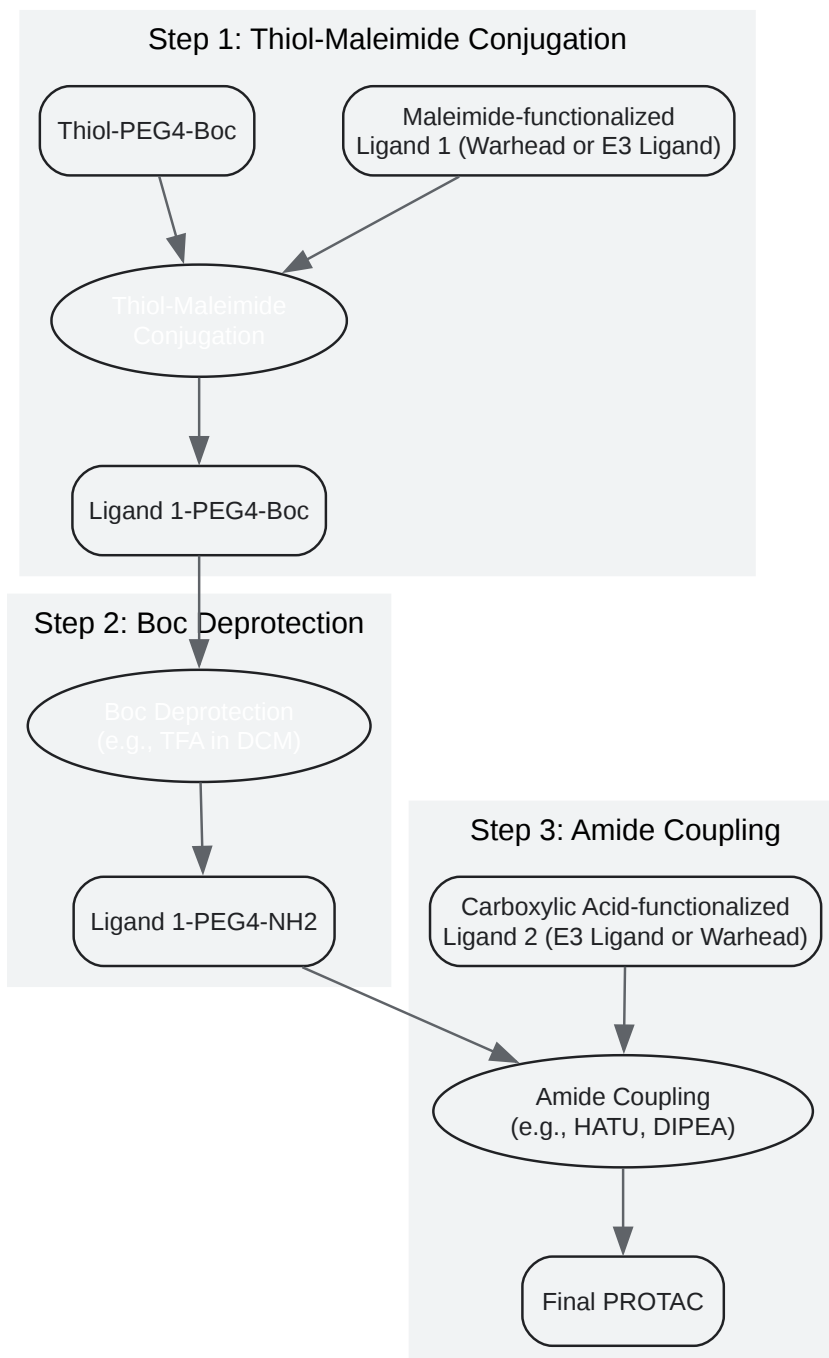 Step 1: Thiol-Maleimide Conjugation
Thiol-PEG4-Boc
Maleimide-functionalized
Ligand 1 (Warhead or E3 Ligand)
Thiol-Maleimide
Conjugation
Ligand 1-PEG4-Boc
Step 2: Boc Deprotection
Boc Deprotection
(e.g., TFA in DCM)
Ligand 1-PEG4-NH2
Step 3: Amide Coupling
Carboxylic Acid-functionalized
Ligand 2 (E3 Ligand or Warhead)
Amide Coupling
(e.g., HATU, DIPEA)
Final PROTAC